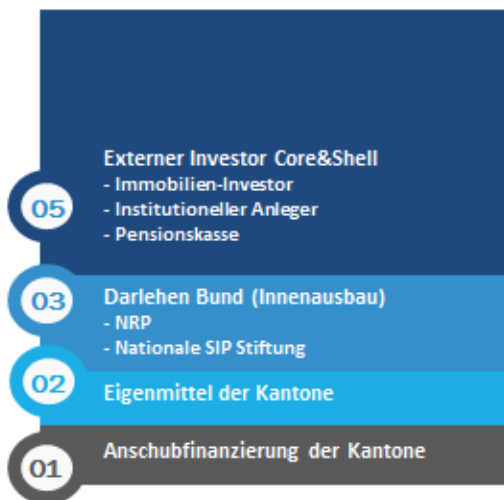 Externer Investor Core&Shell
- Immobilien-Investor
05
- Institutioneller Anleger
- Pensionskasse
03
Darlehen Bund (Innenausbau)
- NRP
- Nationale SIP Stiftung
02
Eigenmittel der Kantone
01
Anschubfinanzierung der Kantone